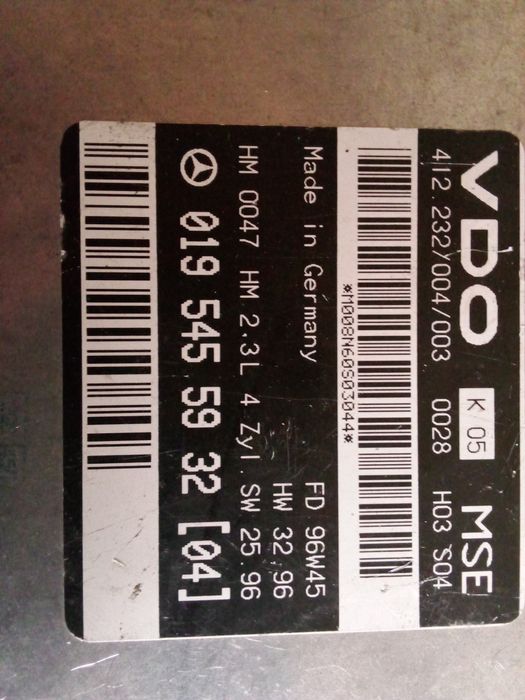 VDO K 05 MSE
412.232/004/003 0028 H03 S04
*M008N60S03044*
Made in Germany FD 96W45
HW 32.96
HM 0047 HM 2.3L 4 Zyl. SW 25.96
019 545 59 32 [04]